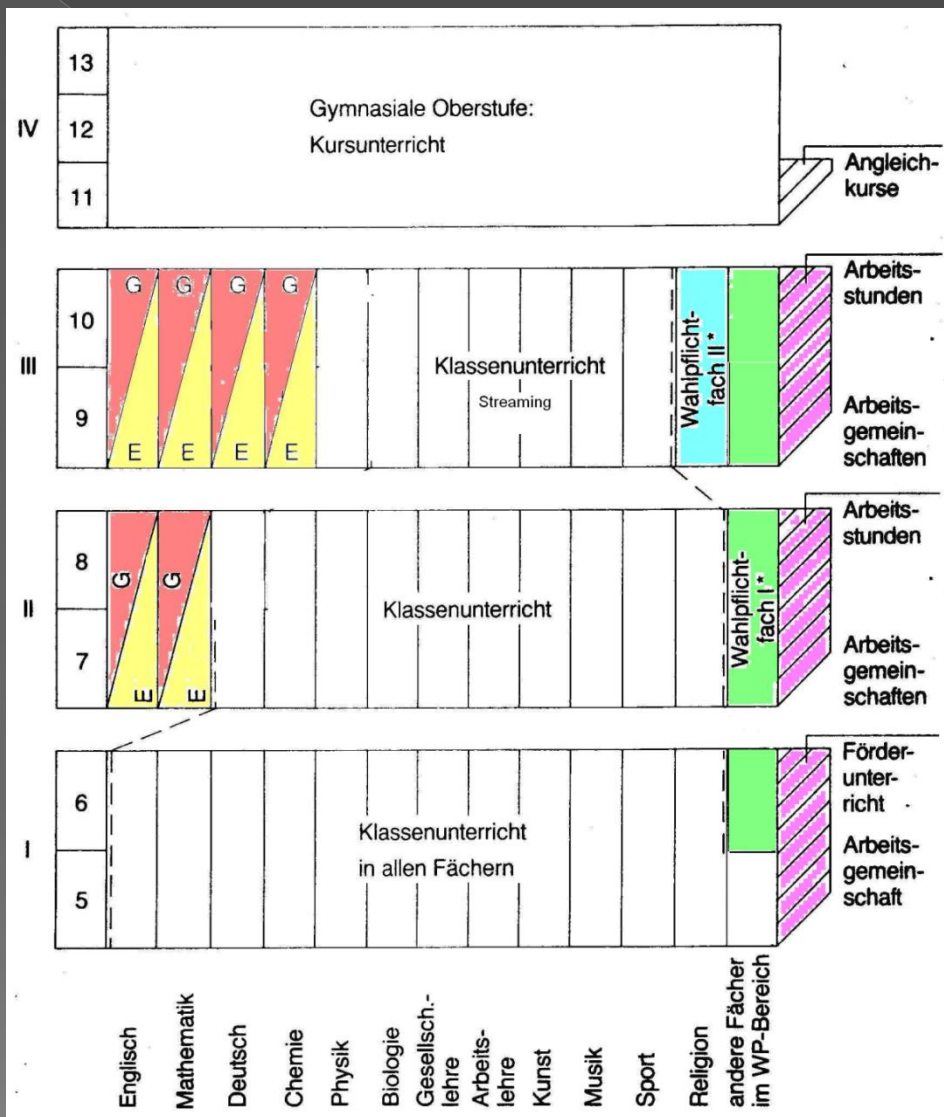 13
IV
12
11
Gymnasiale Oberstufe:
Kursunterricht
Angleich-
kurse
10
III
9
G
G
G
G
E
E
E
E
Klassenunterricht
Streaming
Wahlpflicht-
fach II*
Arbeits-
stunden
Arbeits-
gemein-
schaften
8
II
7
G
G
E
E
Klassenunterricht
Wahlpflicht-
fach I*
Arbeits-
stunden
Arbeits-
gemein-
schaften
6
I
5
Klassenunterricht
in allen Fächern
Förder-
unter-
richt
Arbeits-
gemein-
schaft
Englisch
Mathematik
Deutsch
Chemie
Physik
Biologie
Gesellsch.-
lehre
Arbeits-
lehre
Kunst
Musik
Sport
Religion
andere Fächer
im WP-Bereich